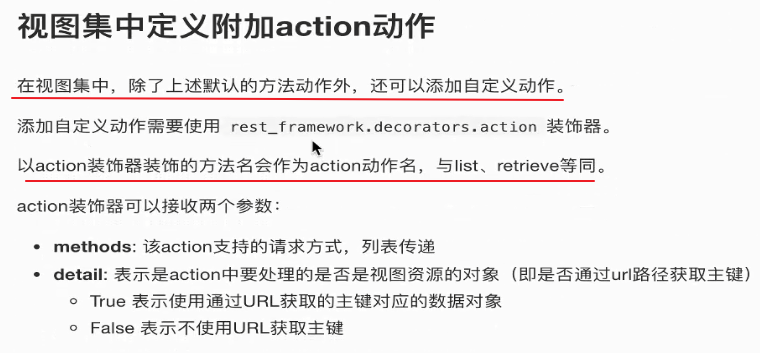 视图集中定义附加action动作
在视图集中，除了上述默认的方法动作外，还可以添加自定义动作。
添加自定义动作需要使用 rest_framework.decorators.action 装饰器。
以action装饰器装饰的方法名会作为action动作名，与list、retrieve等同。
action装饰器可以接收两个参数：
• methods: 该action支持的请求方式，列表传递
• detail: 表示是action中要处理的是否是视图资源的对象（即是否通过url路径获取主键）
◦ True 表示使用通过URL获取的主键对应的数据对象
◦ False 表示不使用URL获取主键